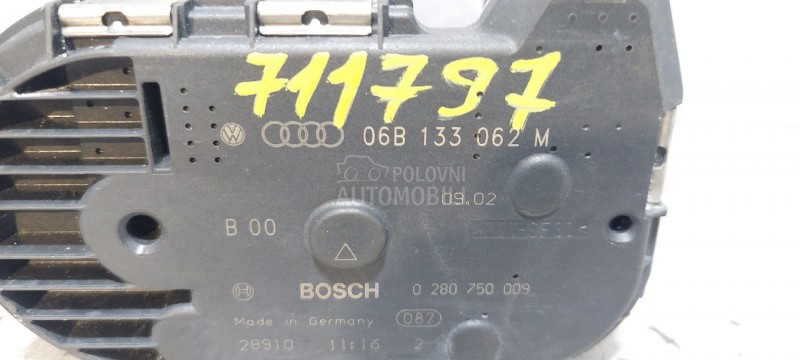 711797
06B 133 062 M
POLOVNI
AUTOMOBILI
09.02
B 00
BOSCH 0 280 750 009
Made in Germany 087
28910 11:16 2